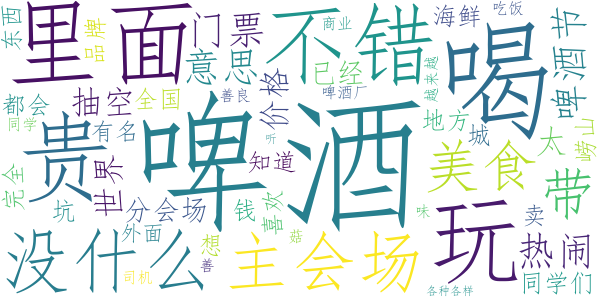 东西
里面
品牌
门票
不错
海鲜
商业
吃饭
喝
啤酒节
意思
已经
越来越
都会
抽空
全国
善良
价格
啤酒厂
同学
有名
贵
啤酒
听
地方
城
太
崂山
知道
美食
带
完全
世界
坑
分会场
钱
喜欢
味
卖
外面
想
菇
玩
热闹
没什么
司机
善
主会场
同学们
各种各样